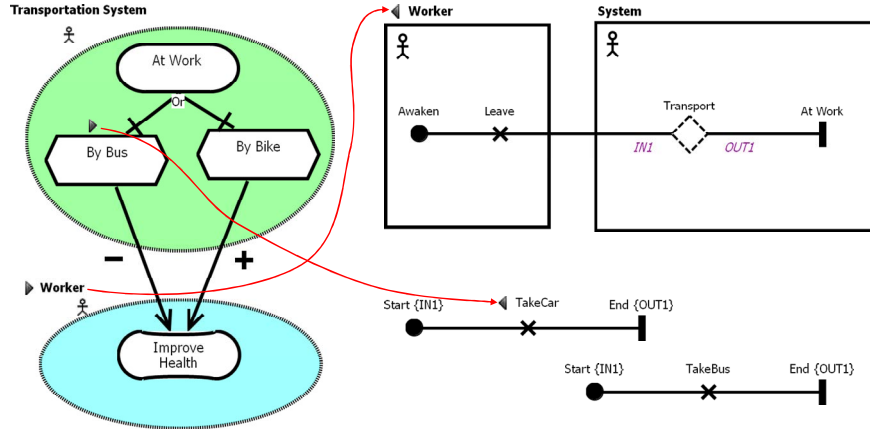 Transportation System
At Work
Or
By Bus
By Bike
−
+
Worker
Improve
Health
Worker
System
Awaken
Leave
Transport
At Work
IN1
OUT1
Start {IN1}
TakeCar
End {OUT1}
Start {IN1}
TakeBus
End {OUT1}